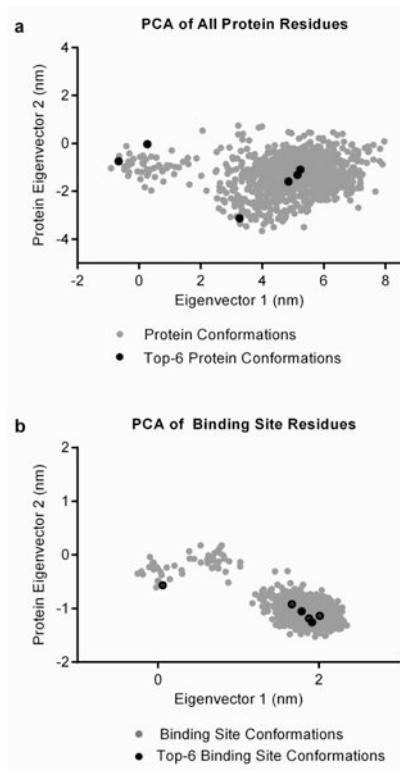 a
PCA of All Protein Residues
Protein Eigenvector 2 (nm)
4
2
0
-2
-4
-2
0
2
4
6
8
Eigenvector 1 (nm)
Protein Conformations
Top-6 Protein Conformations
b
PCA of Binding Site Residues
Protein Eigenvector 2 (nm)
2
1
0
-1
-2
0
2
Eigenvector 1 (nm)
Binding Site Conformations
Top-6 Binding Site Conformations